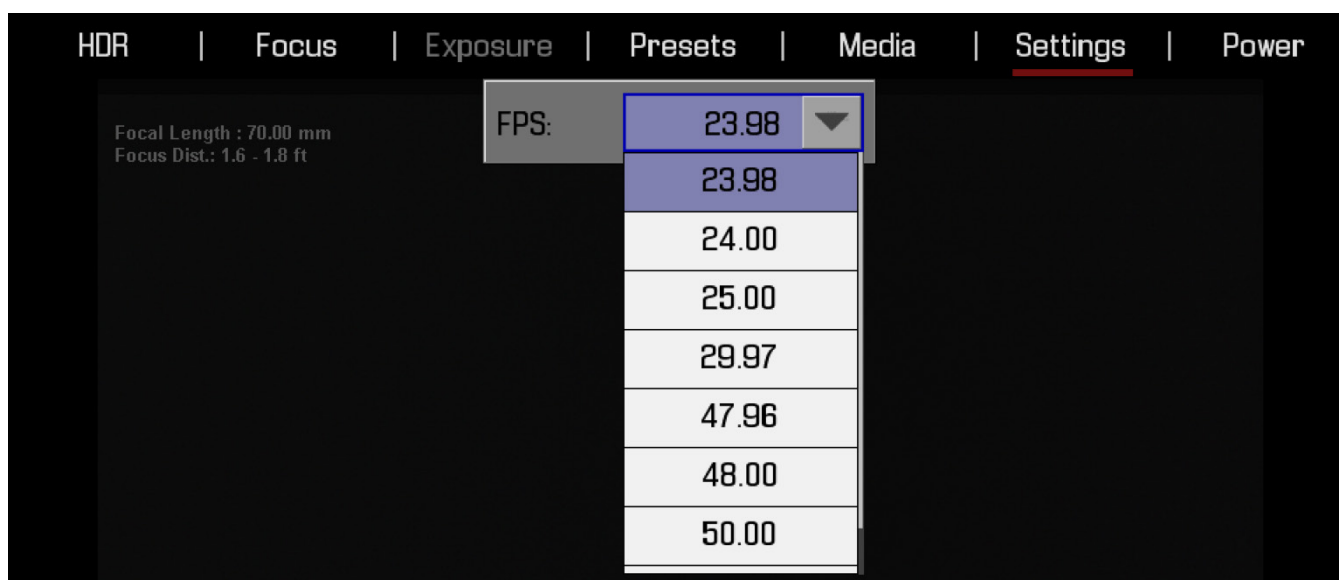 HDR | Focus | Exposure | Presets | Media | Settings | Power
FPS: 23.98
Focal Length : 70.00 mm
Focus Dist.: 1.6 - 1.8 ft
23.98
24.00
25.00
29.97
47.96
48.00
50.00